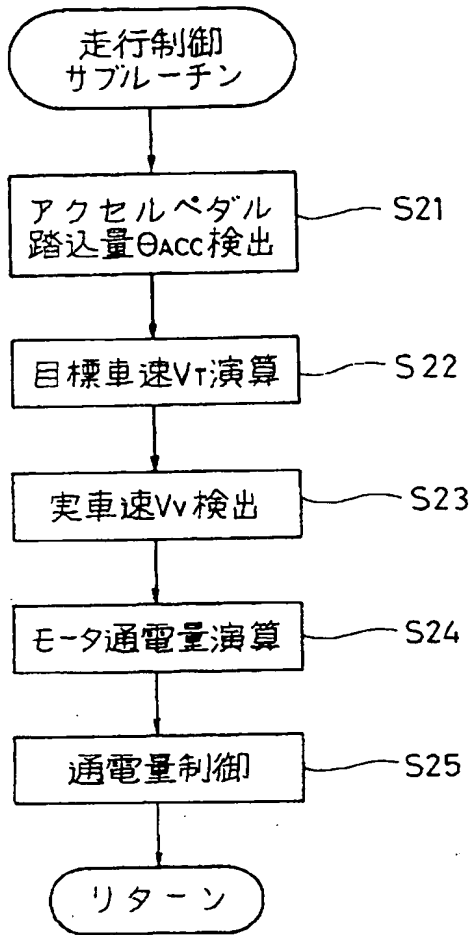 走行制御
サブルーチン
アクセルペダル
踏込量θACC検出
S21
目標車速VT演算
S22
実車速Vv検出
S23
モータ通電量演算
S24
通電量制御
S25
リターン